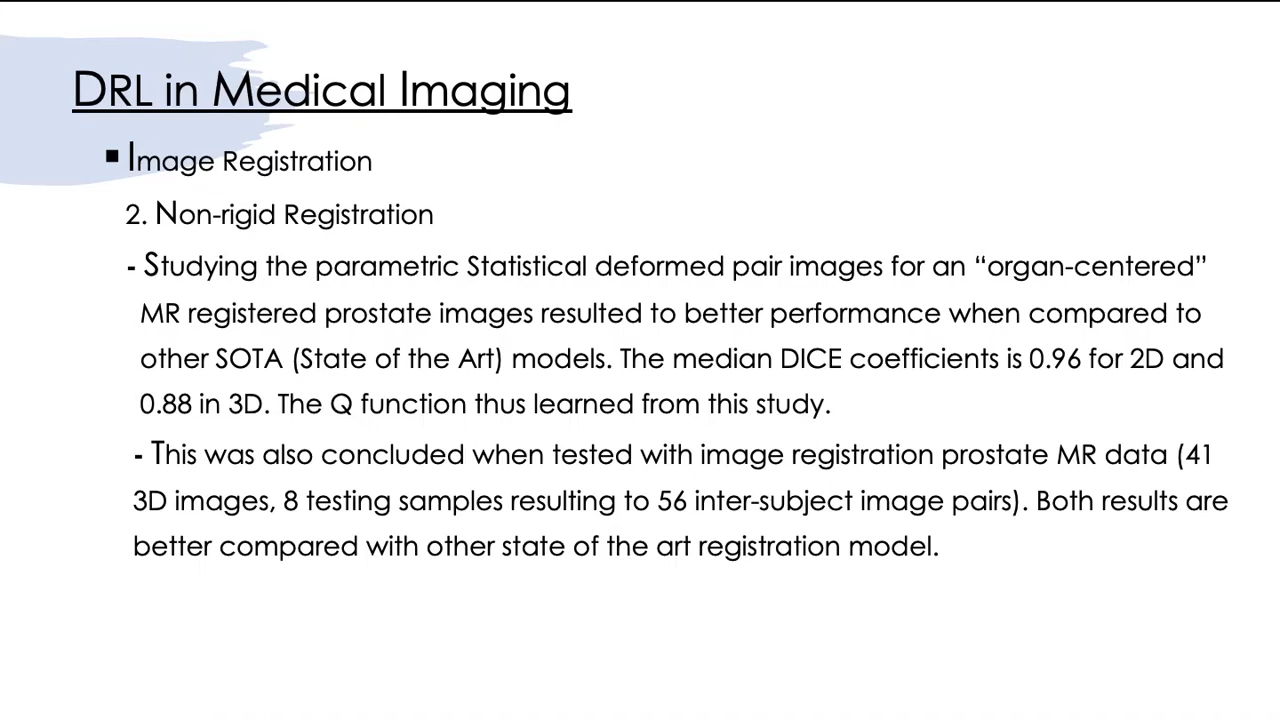 DRL in Medical Imaging
▪ Image Registration
2. Non-rigid Registration
- Studying the parametric Statistical deformed pair images for an “organ-centered”
MR registered prostate images resulted to better performance when compared to
other SOTA (State of the Art) models. The median DICE coefficients is 0.96 for 2D and
0.88 in 3D. The Q function thus learned from this study.
- This was also concluded when tested with image registration prostate MR data (41
3D images, 8 testing samples resulting to 56 inter-subject image pairs). Both results are
better compared with other state of the art registration model.